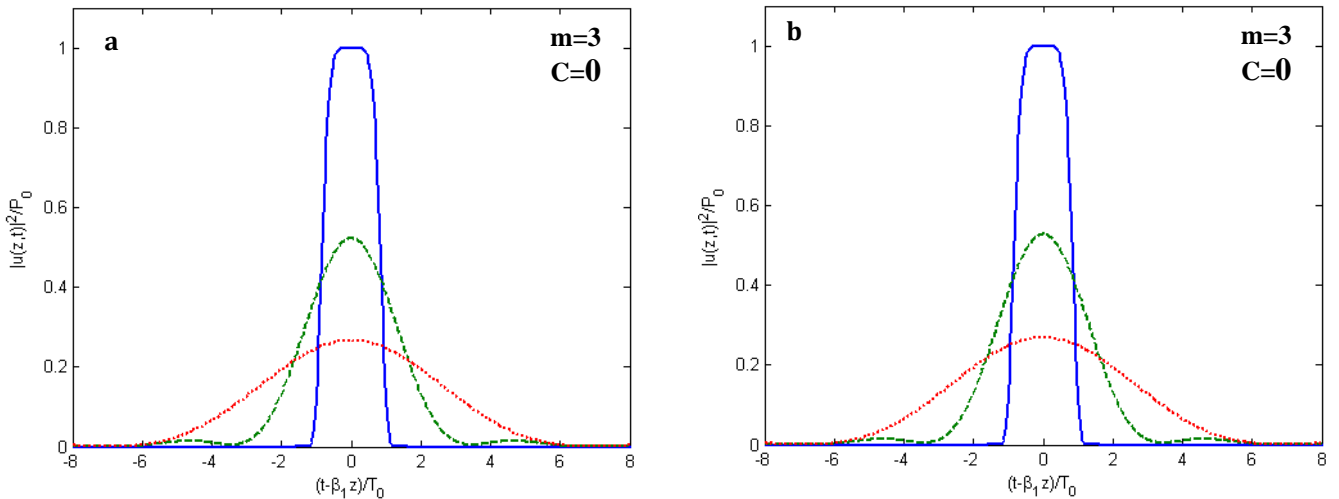 a
m=3
C=0
1
0.8
0.6
0.4
0.2
0
-8 -6 -4 -2 0 2 4 6 8
|u(z,t)|²/P₀
(t-β₁z)/T₀
b
m=3
C=0
1
0.8
0.6
0.4
0.2
0
-8 -6 -4 -2 0 2 4 6 8
|u(z,t)|²/P₀
(t-β₁z)/T₀